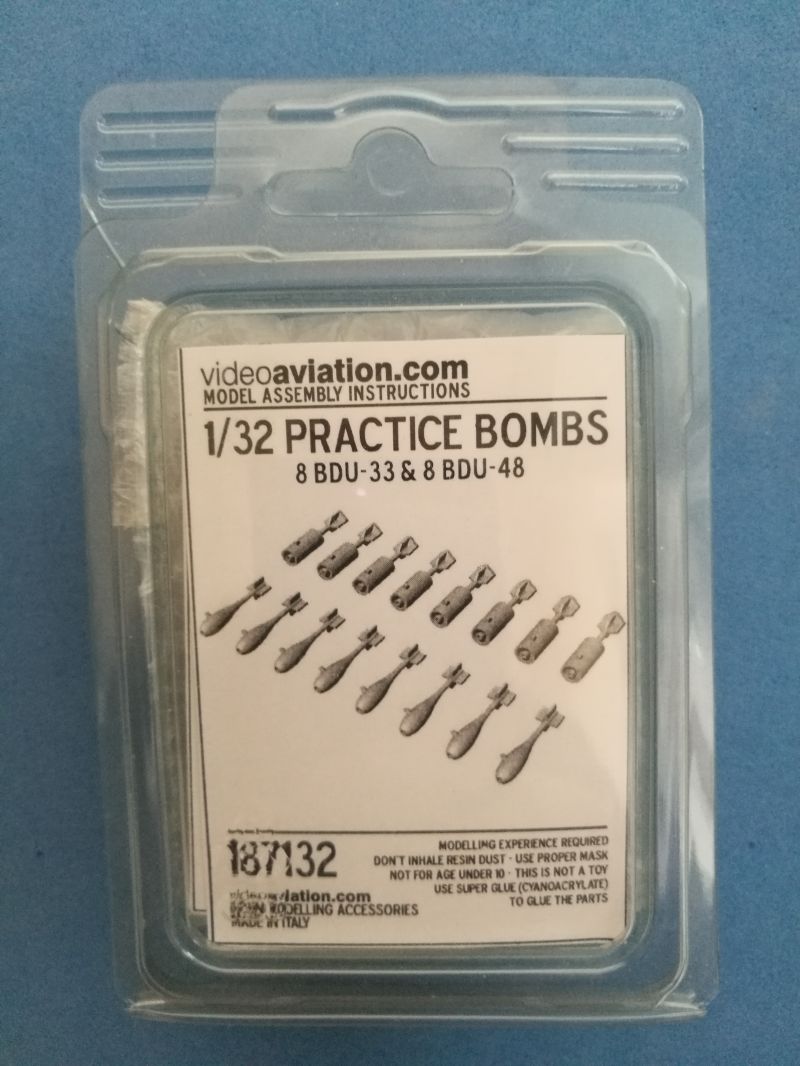 videoaviation.com
MODEL ASSEMBLY INSTRUCTIONS
1/32 PRACTICE BOMBS
8 BDU-33 & 8 BDU-48
187132
MODELLING EXPERIENCE REQUIRED
DON'T INHALE RESIN DUST · USE PROPER MASK
NOT FOR AGE UNDER 10 · THIS IS NOT A TOY
USE SUPER GLUE (CYANOACRYLATE)
TO GLUE THE PARTS
videoaviation.com
MODELLING ACCESSORIES
MADE IN ITALY